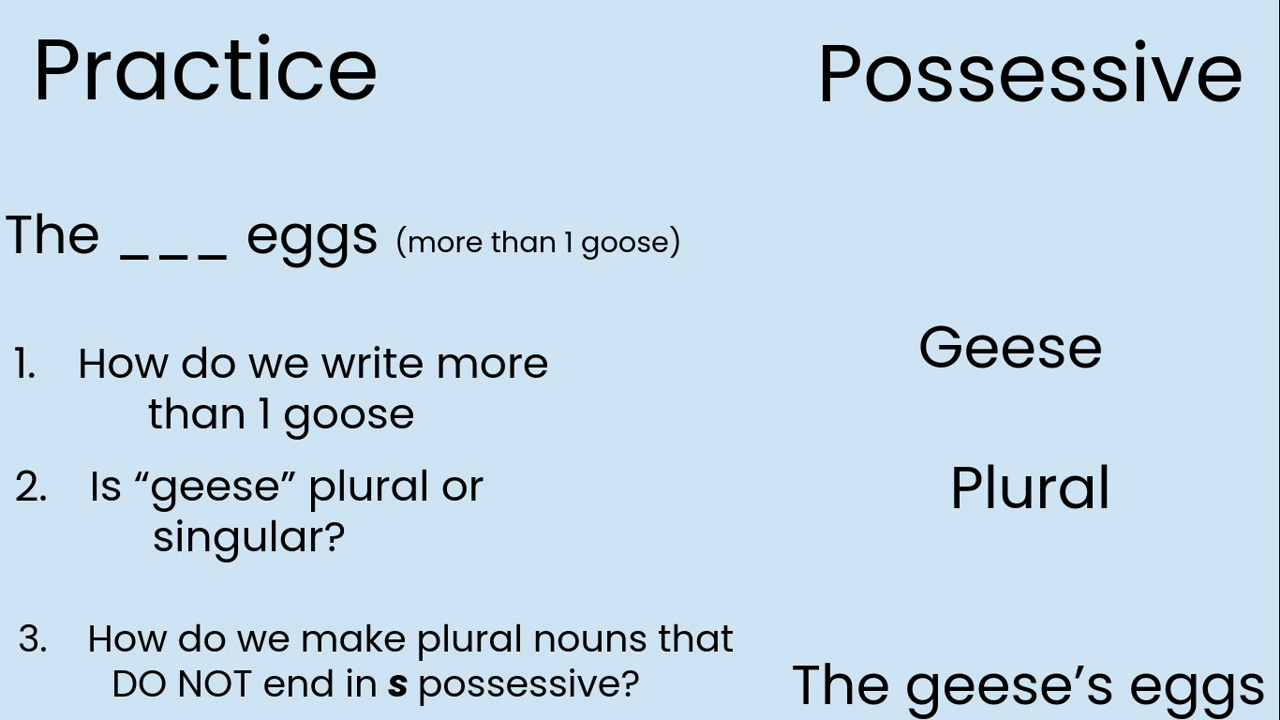 Practice
Possessive
The _ _ _ eggs (more than 1 goose)
1. How do we write more
than 1 goose
Geese
2. Is “geese” plural or
singular?
Plural
3. How do we make plural nouns that
DO NOT end in s possessive?
The geese’s eggs